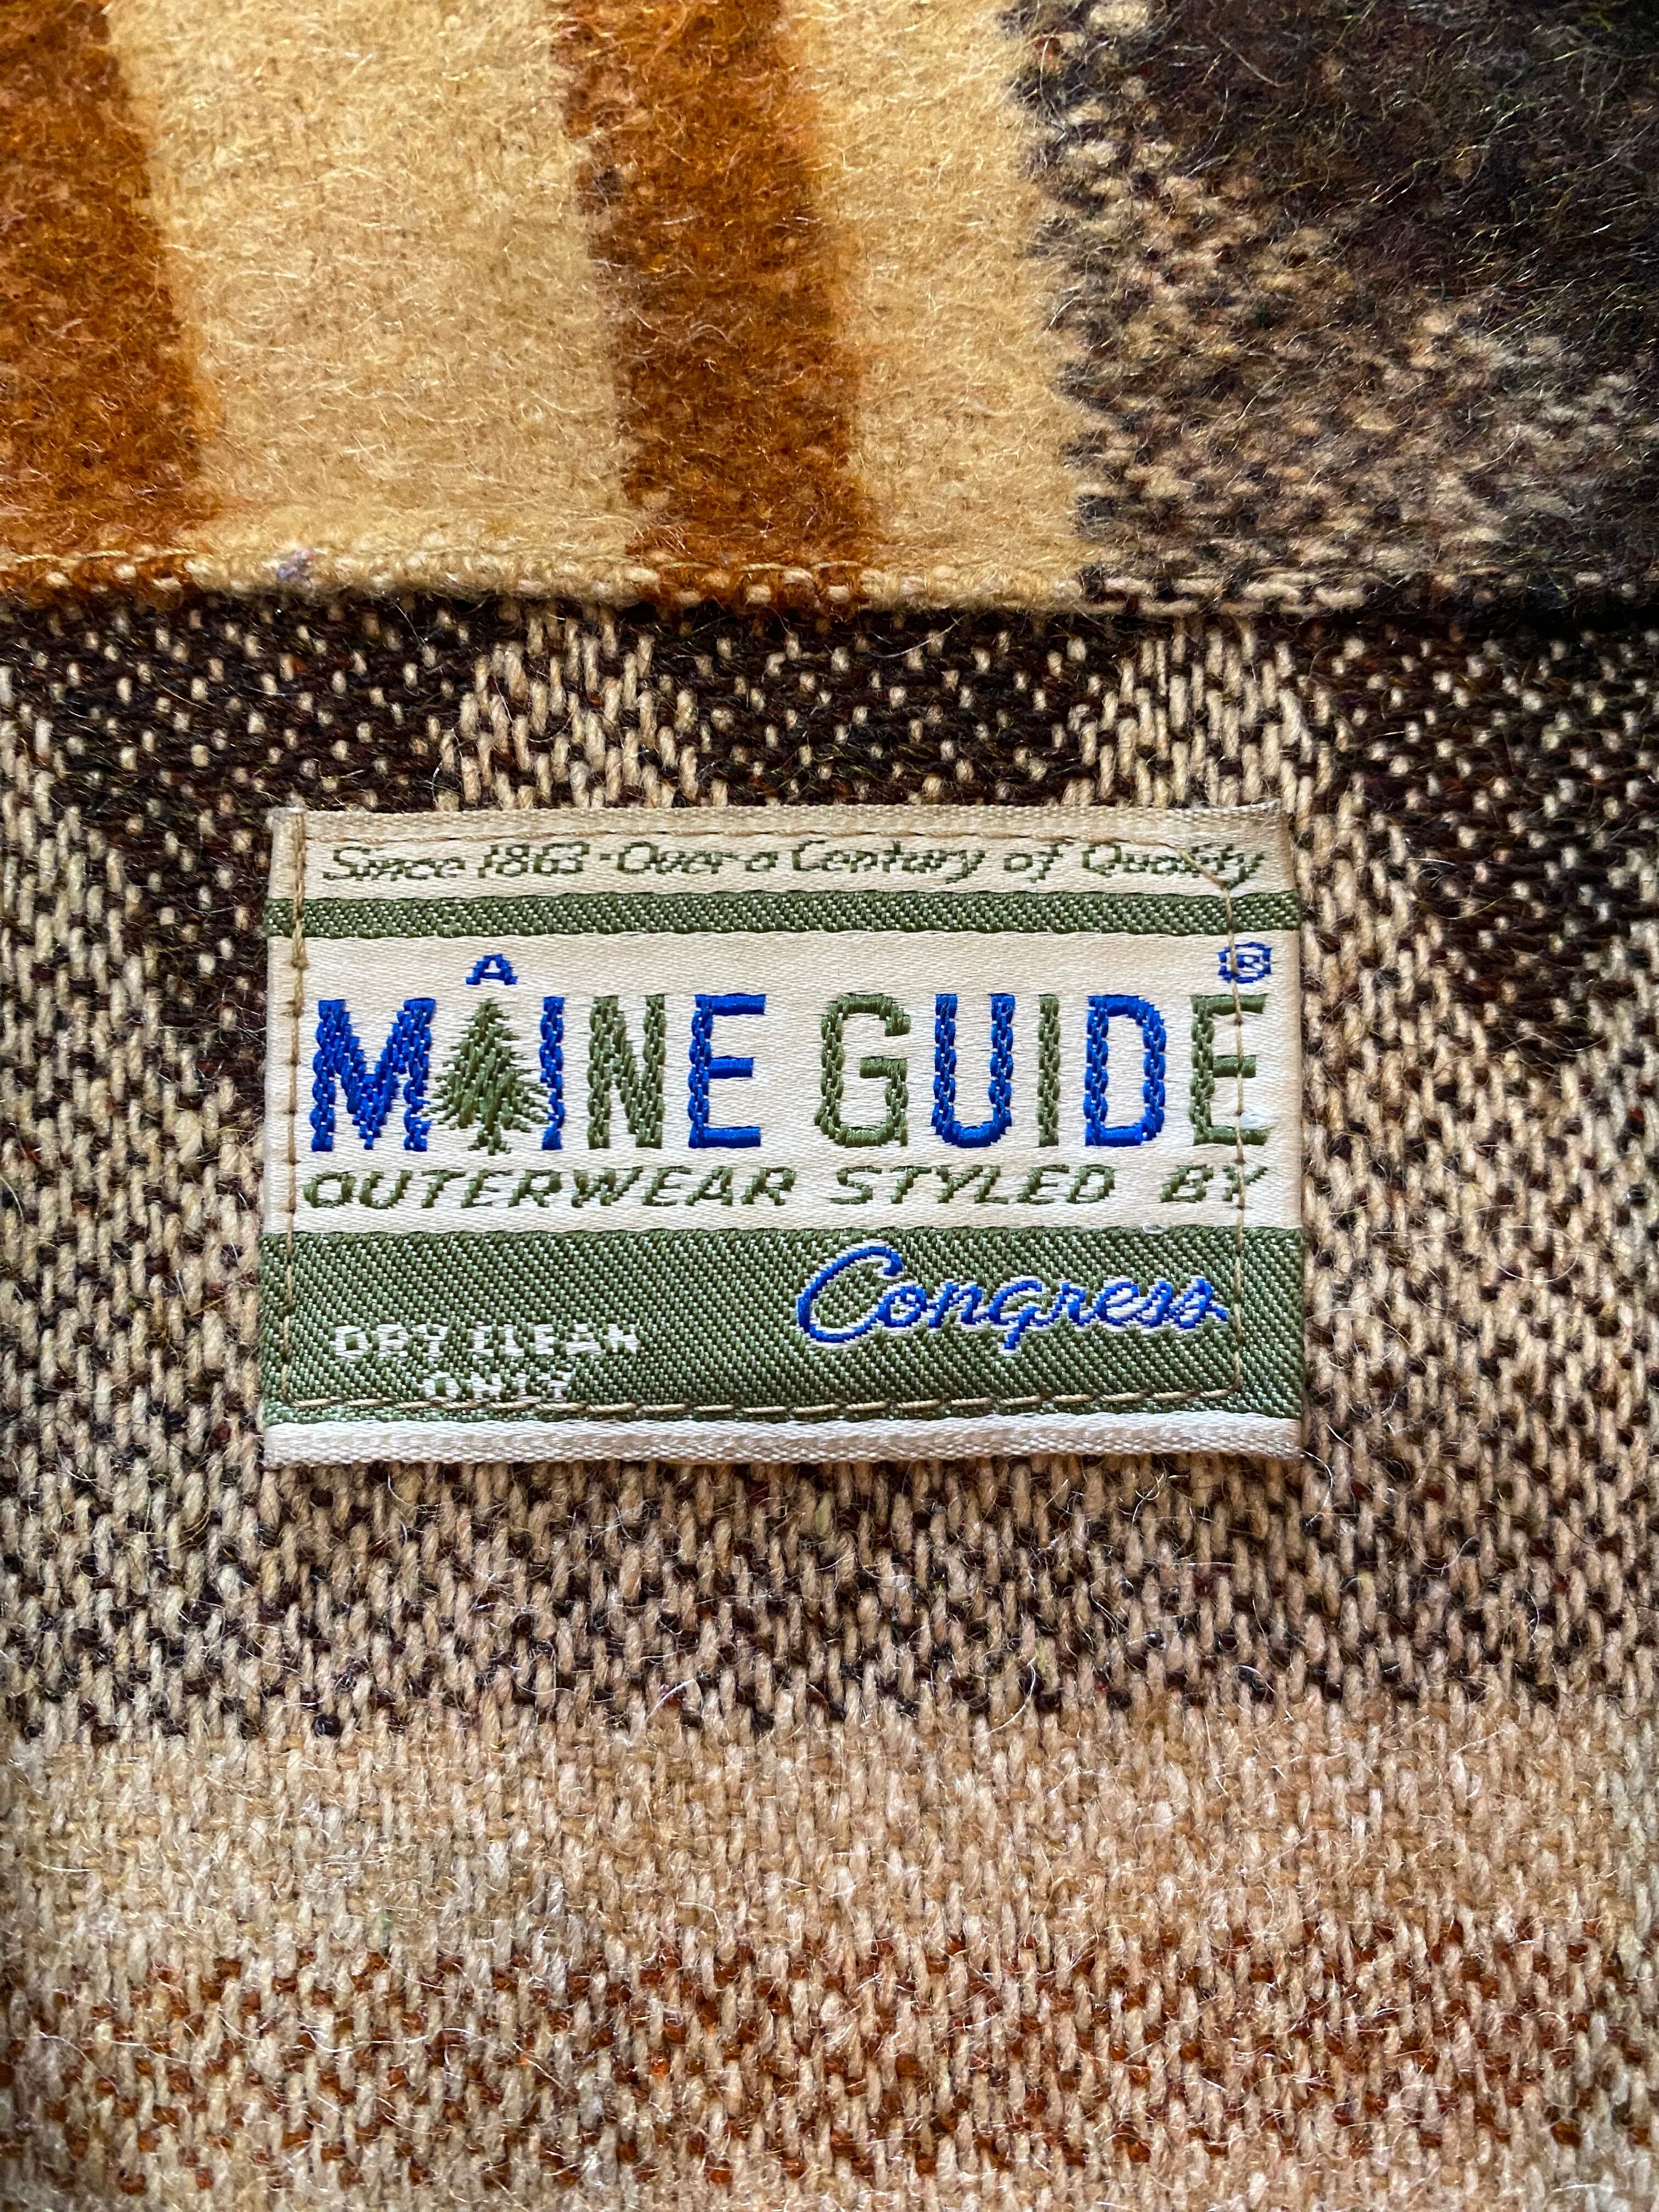 Since 1863 · Over a Century of Quality
A ®
MAINE GUIDE
OUTERWEAR STYLED BY
Congress
DRY CLEAN
ONLY